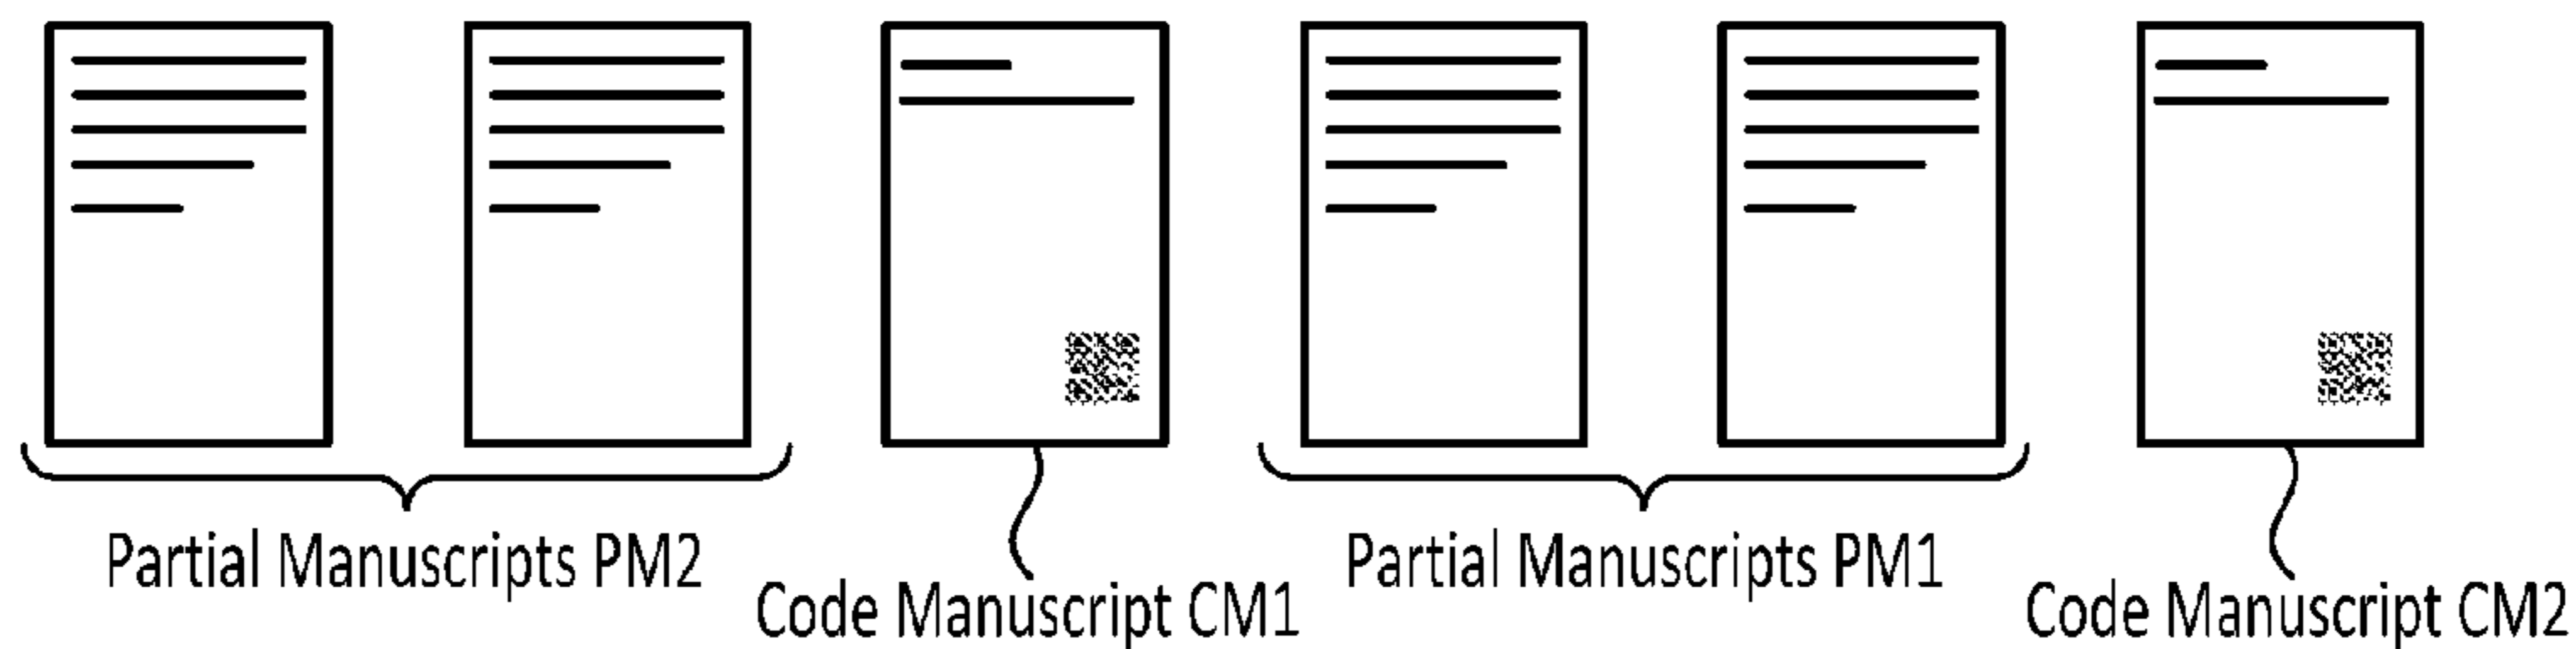 Partial Manuscripts PM2
Code Manuscript CM1
Partial Manuscripts PM1
Code Manuscript CM2